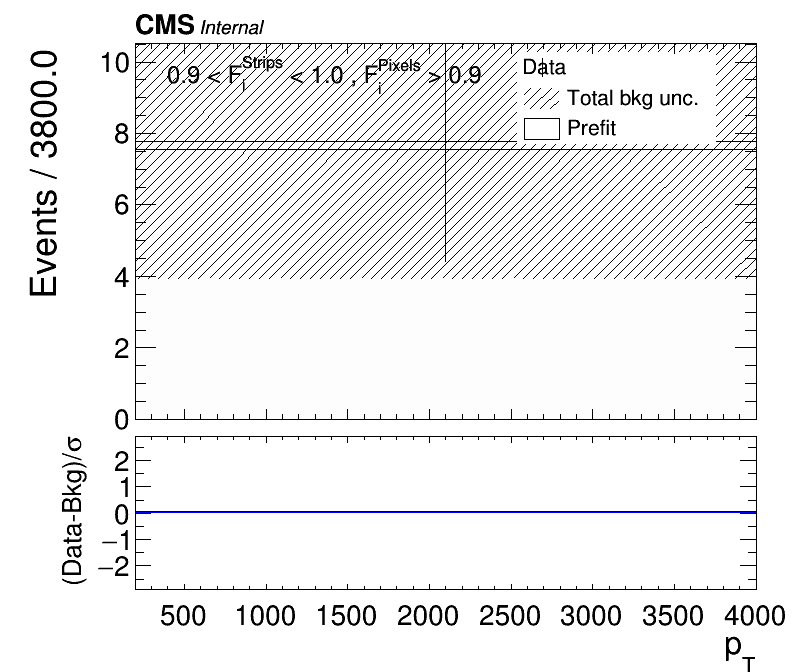 CMS Internal
Events / 3800.0
10
8
6
4
2
0
0.9 < F_i^Strips < 1.0 , F_i^Pixels > 0.9
Data
Total bkg unc.
Prefit
(Data-Bkg)/σ
2
1
0
−1
−2
500 1000 1500 2000 2500 3000 3500 4000
p_T